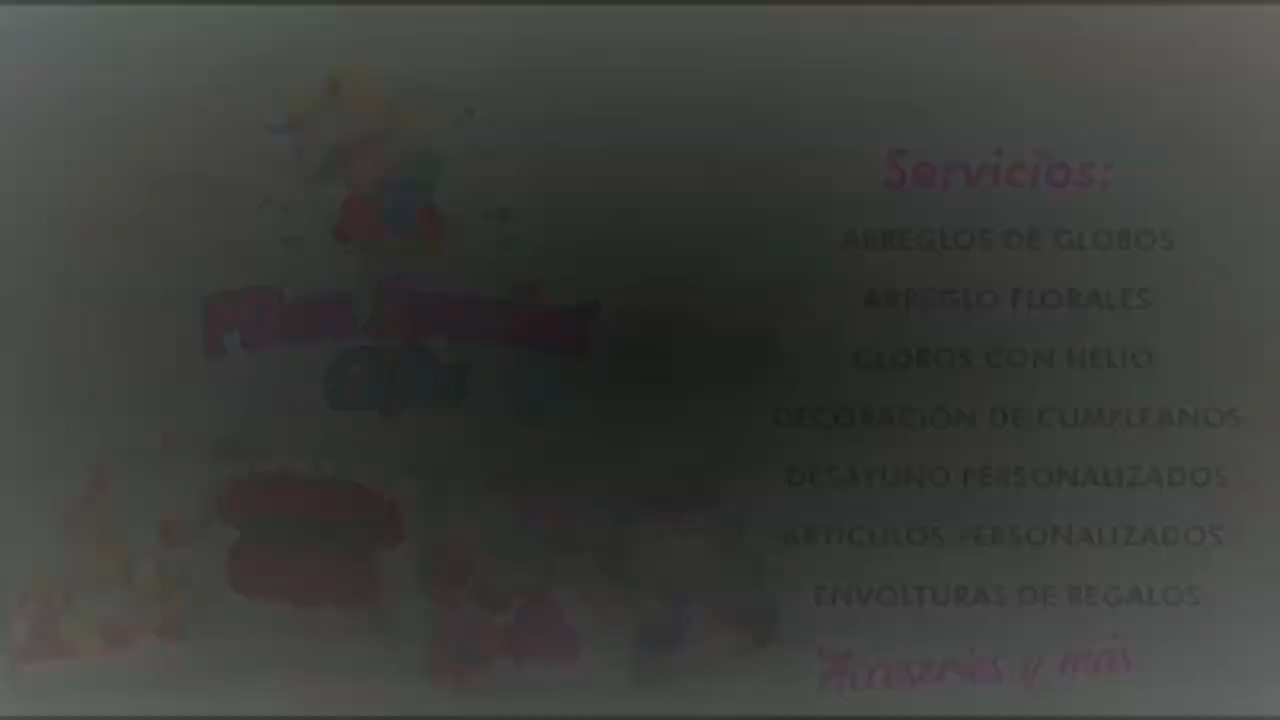 Servicios:
ARREGLOS DE GLOBOS
ARREGLO FLORALES
GLOBOS CON HELIO
DECORACIÓN DE CUMPLEANOS
DESAYUNO PERSONALIZADOS
ARTICULOS PERSONALIZADOS
ENVOLTURAS DE REGALOS
Accesorios y más